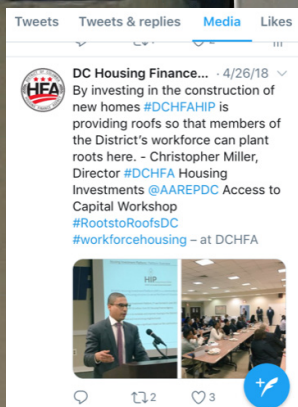 Tweets Tweets & replies Media Likes
DC Housing Finance... · 4/26/18
By investing in the construction of
new homes #DCHFAHIP is
providing roofs so that members of
the District's workforce can plant
roots here. - Christopher Miller,
Director #DCHFA Housing
Investments @AAREPDC Access to
Capital Workshop
#RootstoRoofsDC
#workforcehousing – at DCHFA
HFA
HIP
2 3